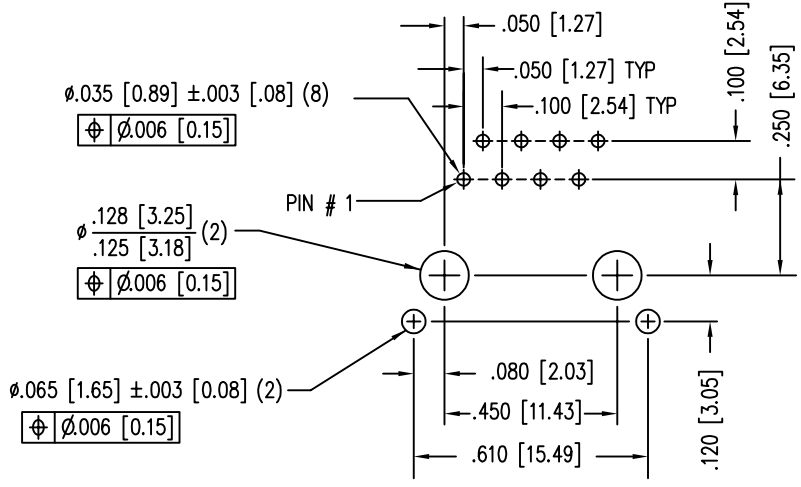 .050 [1.27]
.050 [1.27] TYP
.100 [2.54] TYP
.100 [2.54]
.250 [6.35]
ø.035 [0.89] ±.003 [.08] (8)
⌖ Ø.006 [0.15]
PIN # 1
ø .128 [3.25]
.125 [3.18] (2)
⌖ Ø.006 [0.15]
ø.065 [1.65] ±.003 [0.08] (2)
⌖ Ø.006 [0.15]
.080 [2.03]
.450 [11.43]
.610 [15.49]
.120 [3.05]